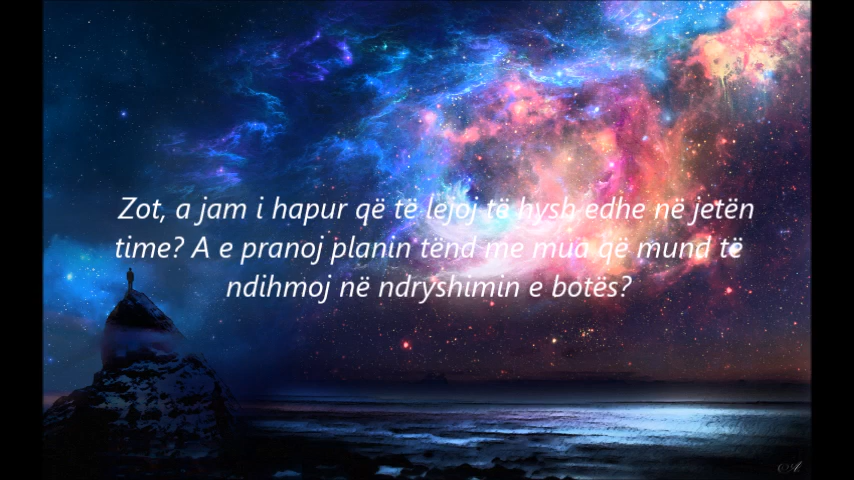 Zot, a jam i hapur që të lejoj të hysh edhe në jetën
time? A e pranoj planin tënd me mua që mund të
ndihmoj në ndryshimin e botës?